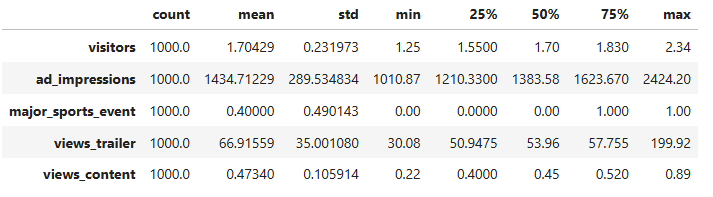 count mean std min 25% 50% 75% max
visitors 1000.0 1.70429 0.231973 1.25 1.5500 1.70 1.830 2.34
ad_impressions 1000.0 1434.71229 289.534834 1010.87 1210.3300 1383.58 1623.670 2424.20
major_sports_event 1000.0 0.40000 0.490143 0.00 0.0000 0.00 1.000 1.00
views_trailer 1000.0 66.91559 35.001080 30.08 50.9475 53.96 57.755 199.92
views_content 1000.0 0.47340 0.105914 0.22 0.4000 0.45 0.520 0.89